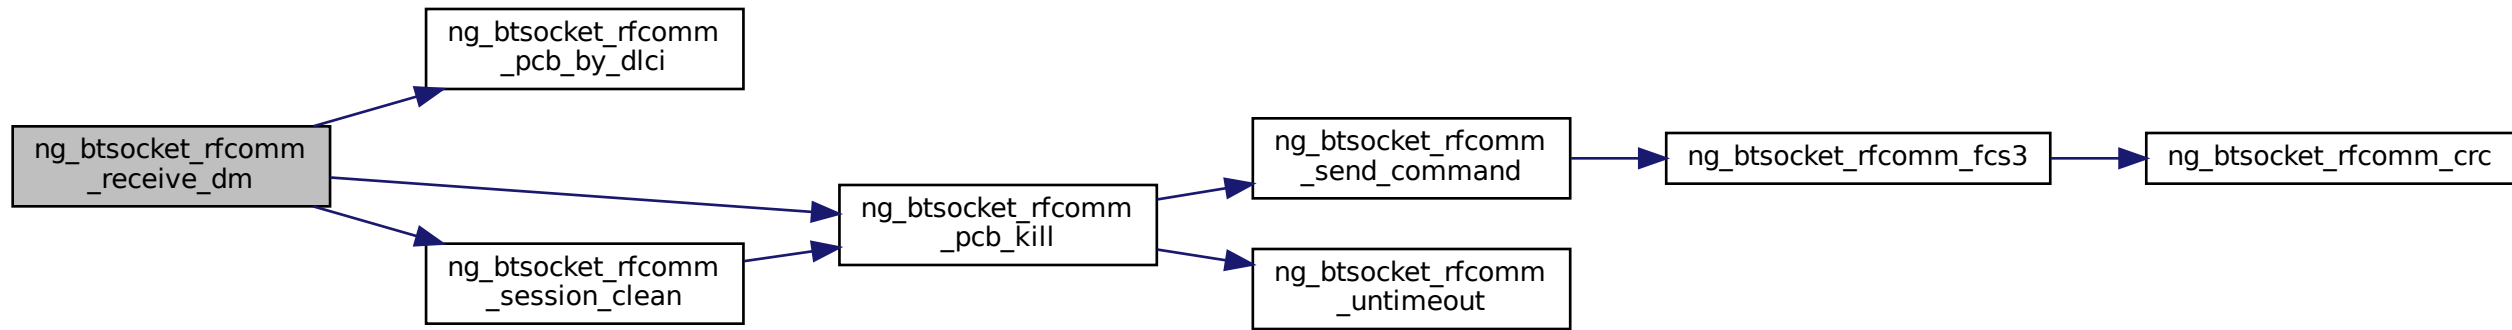 ng_btsocket_rfcomm
_receive_dm
ng_btsocket_rfcomm
_pcb_by_dlci
ng_btsocket_rfcomm
_session_clean
ng_btsocket_rfcomm
_pcb_kill
ng_btsocket_rfcomm
_send_command
ng_btsocket_rfcomm
_untimeout
ng_btsocket_rfcomm_fcs3
ng_btsocket_rfcomm_crc